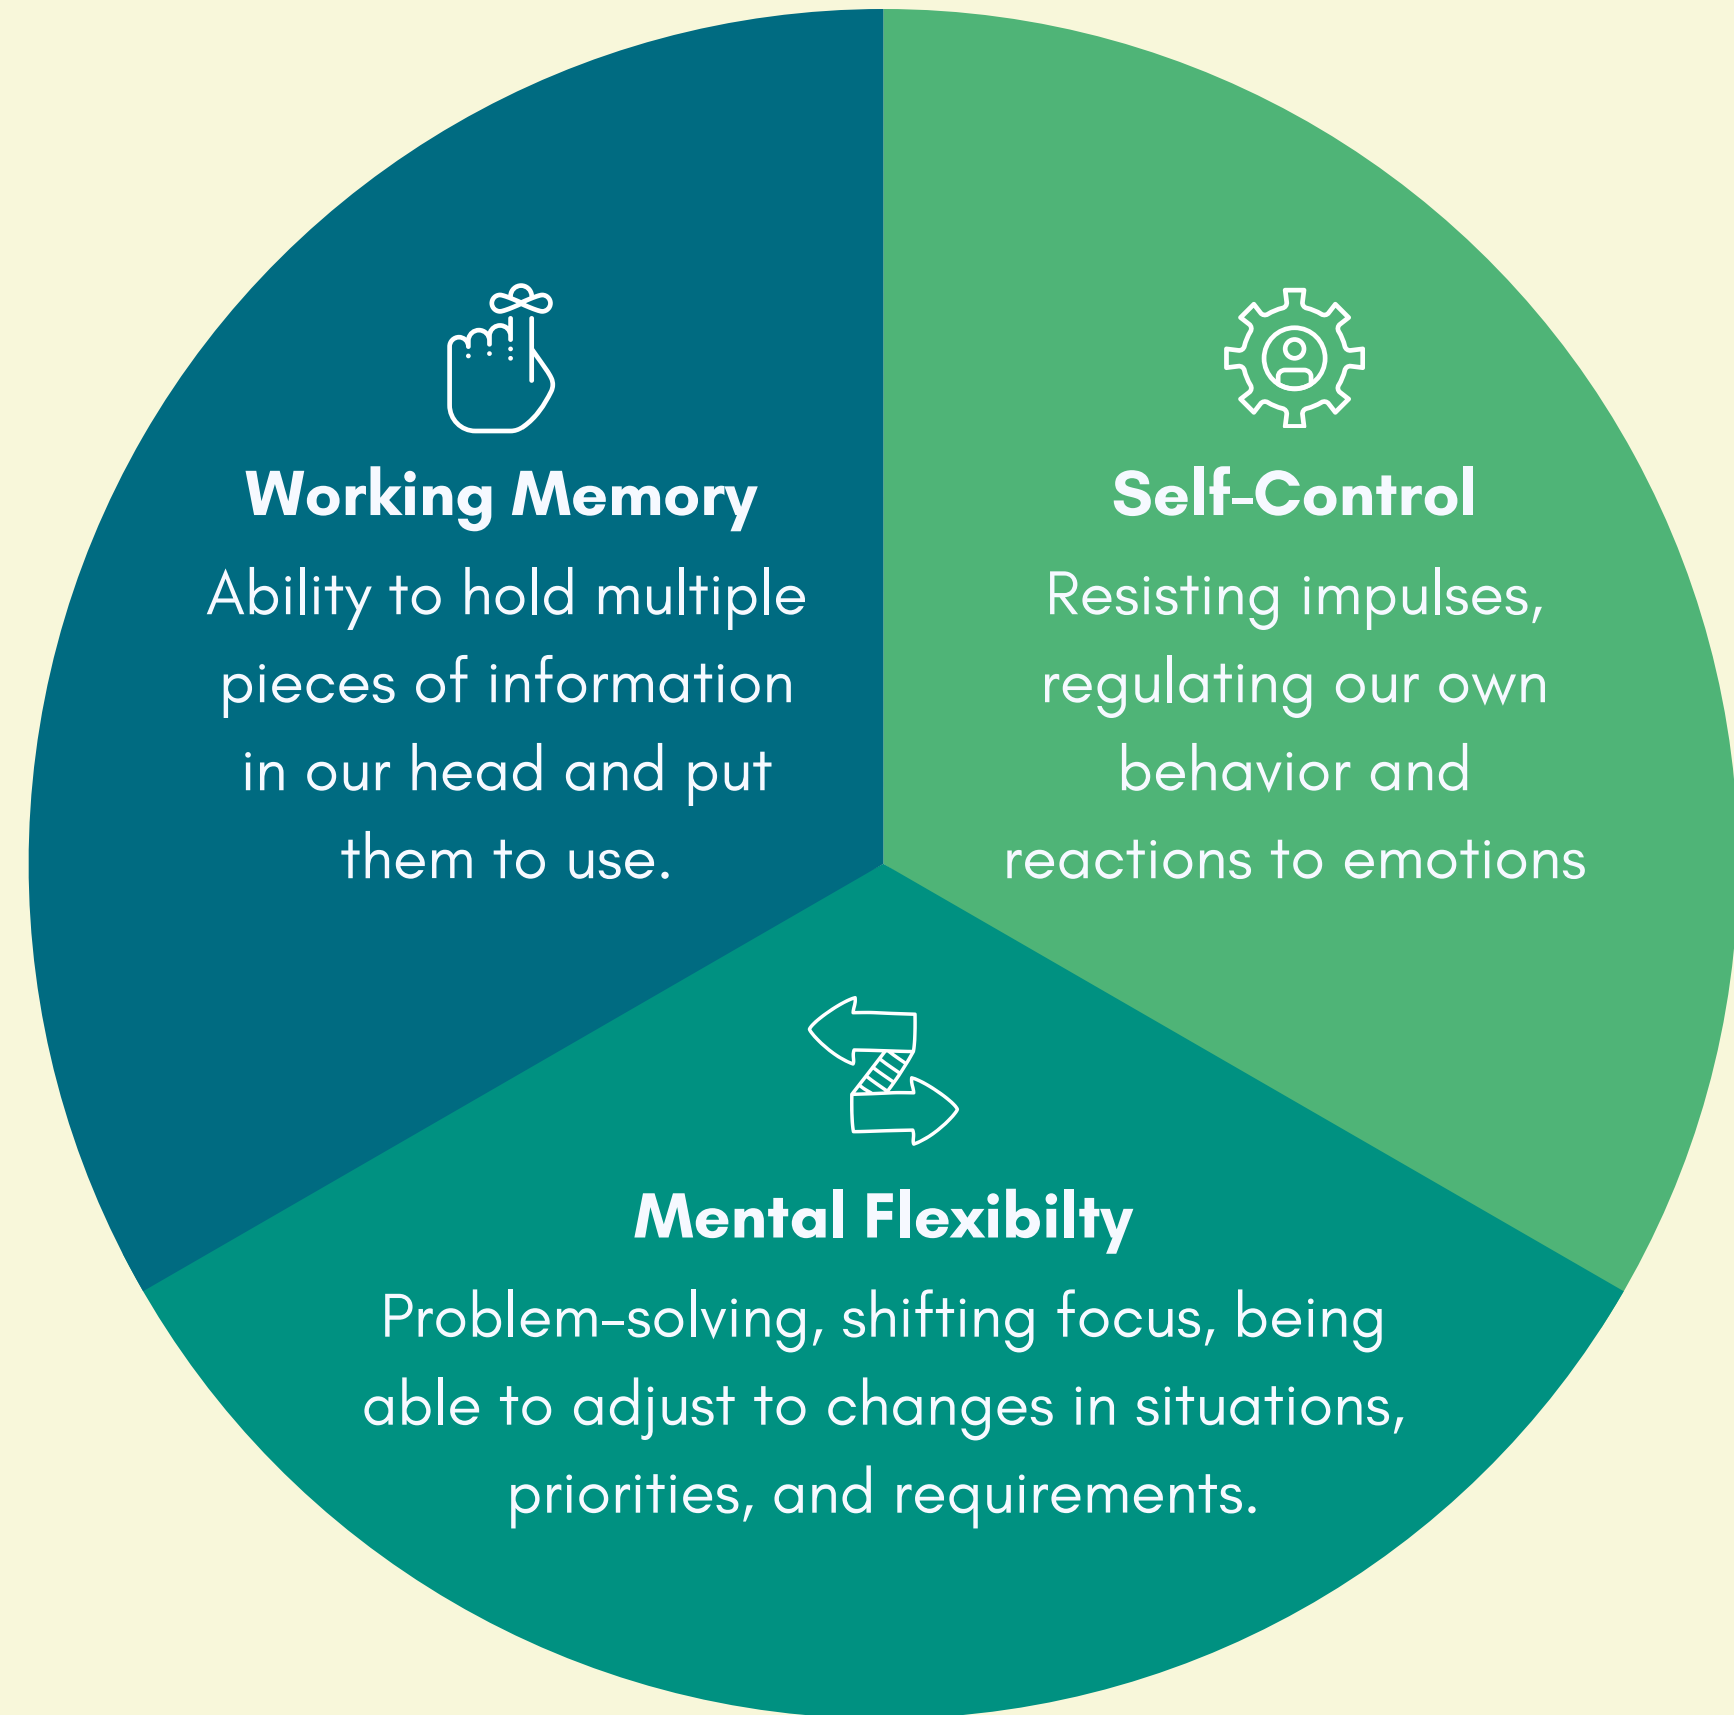 Working Memory
Ability to hold multiple
pieces of information
in our head and put
them to use.
Self-Control
Resisting impulses,
regulating our own
behavior and
reactions to emotions
Mental Flexibilty
Problem-solving, shifting focus, being
able to adjust to changes in situations,
priorities, and requirements.